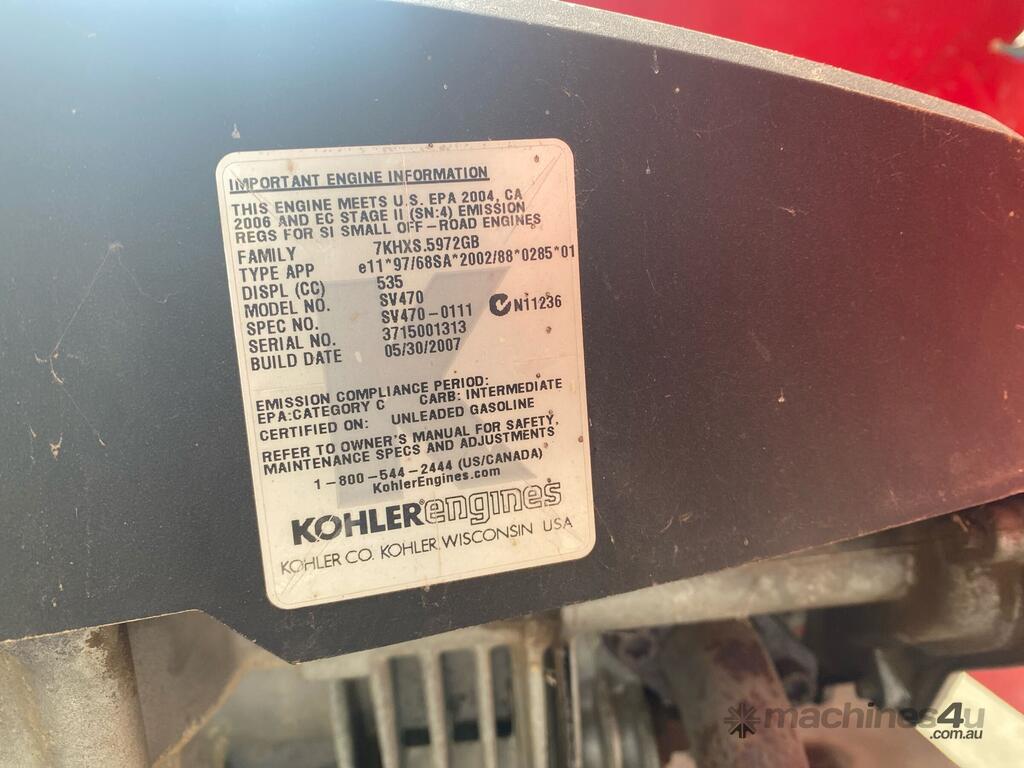 IMPORTANT ENGINE INFORMATION
THIS ENGINE MEETS U.S. EPA 2004, CA
2006 AND EC STAGE II (SN:4) EMISSION
REGS FOR SI SMALL OFF-ROAD ENGINES
FAMILY 7KHXS.5972GB
TYPE APP e11*97/68SA*2002/88*0285*01
DISPL (CC) 535
MODEL NO. SV470
SPEC NO. SV470-0111 N11236
SERIAL NO. 3715001313
BUILD DATE 05/30/2007
EMISSION COMPLIANCE PERIOD:
EPA:CATEGORY C CARB: INTERMEDIATE
CERTIFIED ON: UNLEADED GASOLINE
REFER TO OWNER'S MANUAL FOR SAFETY,
MAINTENANCE SPECS AND ADJUSTMENTS
1-800-544-2444 (US/CANADA)
KohlerEngines.com
KOHLER® engines
KOHLER CO. KOHLER, WISCONSIN USA
machines4u
.com.au